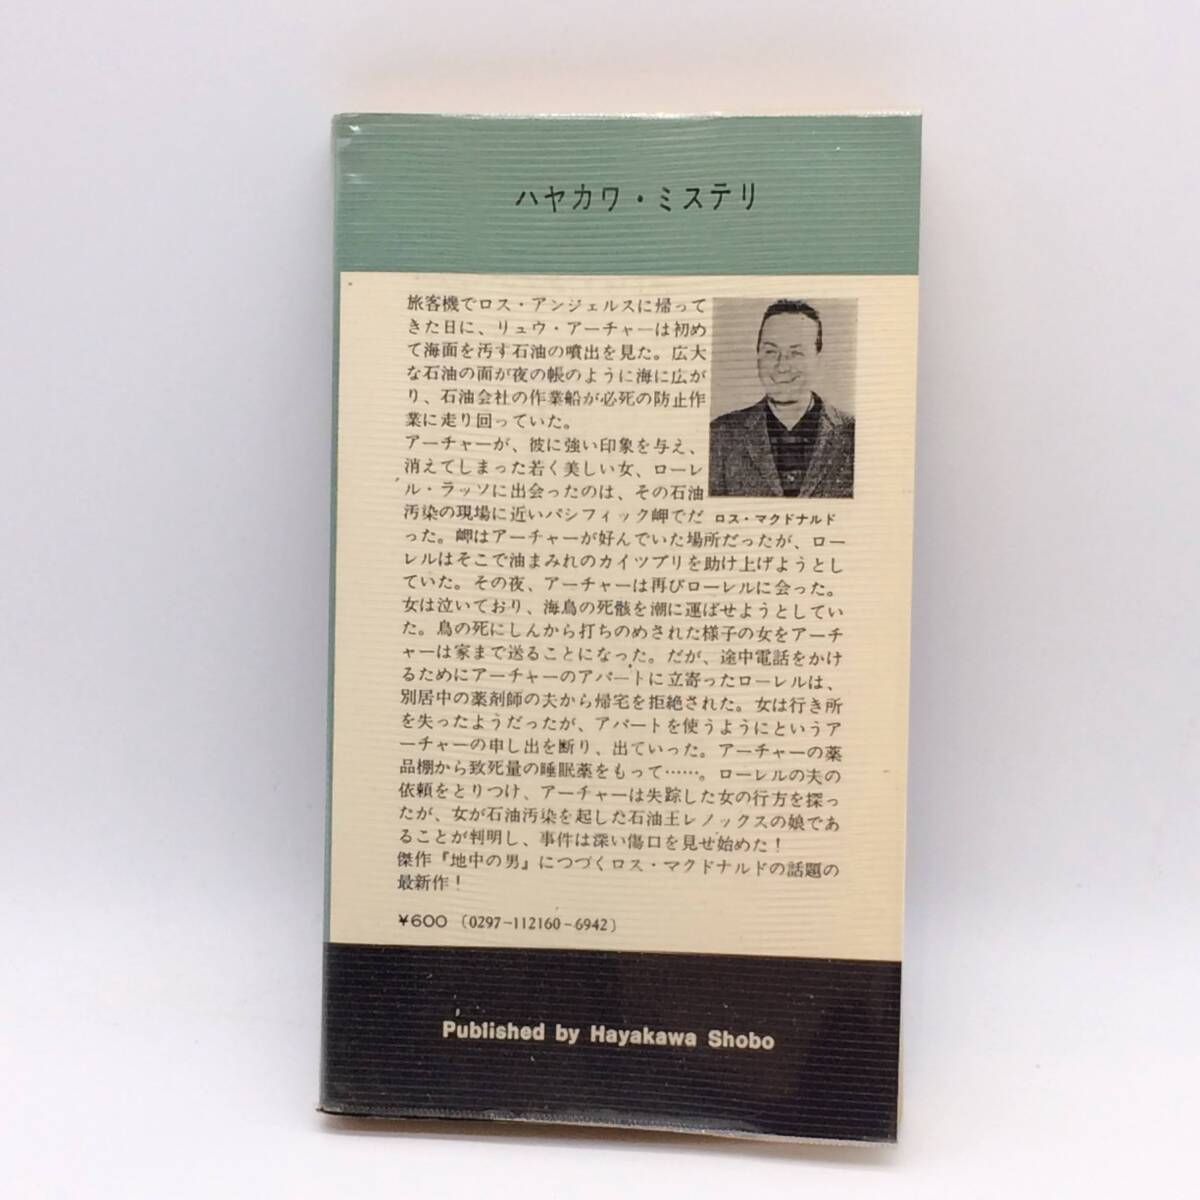 ハヤカワ・ミステリ
旅客機でロス・アンジェルスに帰って
きた日に、リュウ・アーチャーは初め
て海面を汚す石油の噴出を見た。広大
な石油の面が夜の帳のように海に広が
り、石油会社の作業船が必死の防止作
業に走り回っていた。
アーチャーが、彼に強い印象を与え、
消えてしまった若く美しい女、ローレ
ル・ラッソに出会ったのは、その石油
汚染の現場に近いパシフィック岬でだ
ロス・マクドナルド
った。岬はアーチャーが好んでいた場所だったが、ロー
レルはそこで油まみれのカイツブリを助け上げようとし
ていた。その夜、アーチャーは再びローレルに会った。
女は泣いており、海鳥の死骸を潮に運ばせようとしてい
た。鳥の死にしんから打ちのめされた様子の女をアーチ
ャーは家まで送ることになった。だが、途中電話をかけ
るためにアーチャーのアパートに立寄ったローレルは、
別居中の薬剤師の夫から帰宅を拒絶された。女は行き所
を失ったようだったが、アパートを使うようにというア
ーチャーの申し出を断り、出ていった。アーチャーの薬
品棚から致死量の睡眠薬をもって……。ローレルの夫の
依頼をとりつけ、アーチャーは失踪した女の行方を探っ
たが、女が石油汚染を起した石油王レノックスの娘であ
ることが判明し、事件は深い傷口を見せ始めた！
傑作『地中の男』につづくロス・マクドナルドの話題の
最新作！
¥600〔0297-112160-6942〕
Published by Hayakawa Shobo